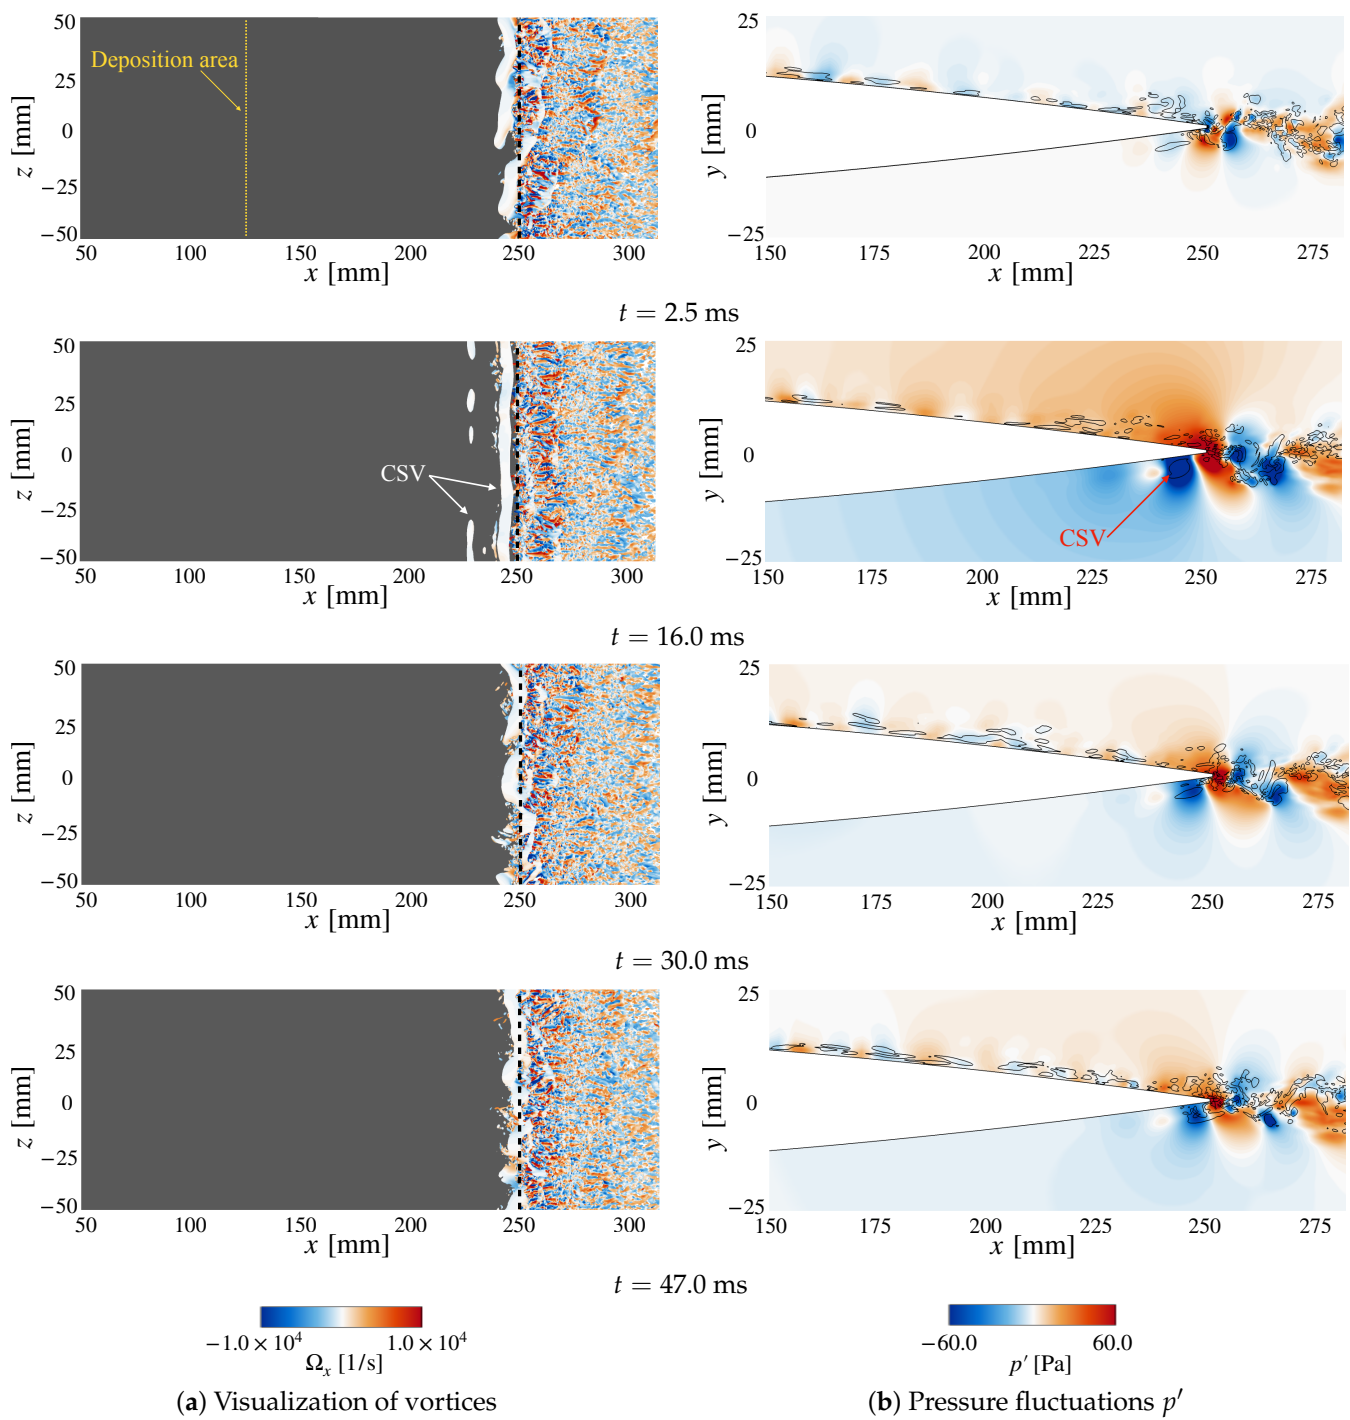 50
25
0
−25
−50
z [mm]
Deposition area
50 100 150 200 250 300
x [mm]
25
0
−25
y [mm]
150 175 200 225 250 275
x [mm]
t = 2.5 ms
50
25
0
−25
−50
z [mm]
CSV
50 100 150 200 250 300
x [mm]
25
0
−25
y [mm]
CSV
150 175 200 225 250 275
x [mm]
t = 16.0 ms
50
25
0
−25
−50
z [mm]
50 100 150 200 250 300
x [mm]
25
0
−25
y [mm]
150 175 200 225 250 275
x [mm]
t = 30.0 ms
50
25
0
−25
−50
z [mm]
50 100 150 200 250 300
x [mm]
25
0
−25
y [mm]
150 175 200 225 250 275
x [mm]
t = 47.0 ms
−1.0 × 10⁴ 1.0 × 10⁴
Ωₓ [1/s]
−60.0 60.0
p′ [Pa]
(a) Visualization of vortices
(b) Pressure fluctuations p′